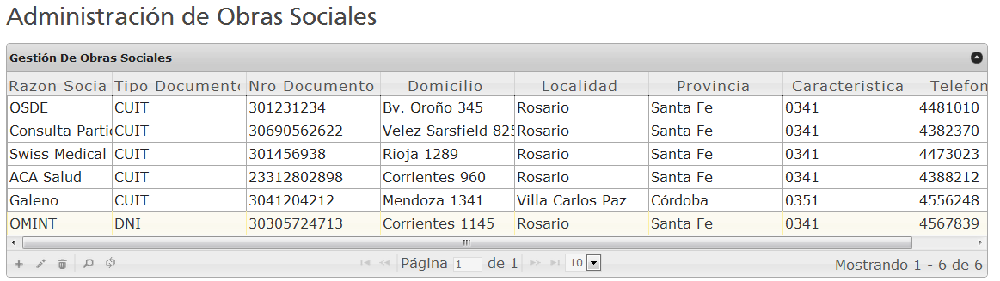 Administración de Obras Sociales
Gestión De Obras Sociales
Razon Socia Tipo Documento Nro Documento Domicilio Localidad Provincia Caracteristica Telefon
OSDE CUIT 301231234 Bv. Oroño 345 Rosario Santa Fe 0341 4481010
Consulta Partic CUIT 30690562622 Velez Sarsfield 825 Rosario Santa Fe 0341 4382370
Swiss Medical CUIT 301456938 Rioja 1289 Rosario Santa Fe 0341 4473023
ACA Salud CUIT 23312802898 Corrientes 960 Rosario Santa Fe 0341 4388212
Galeno CUIT 3041204212 Mendoza 1341 Villa Carlos Paz Córdoba 0351 4556248
OMINT DNI 30305724713 Corrientes 1145 Rosario Santa Fe 0341 4567839
Página 1 de 1 10 Mostrando 1 - 6 de 6